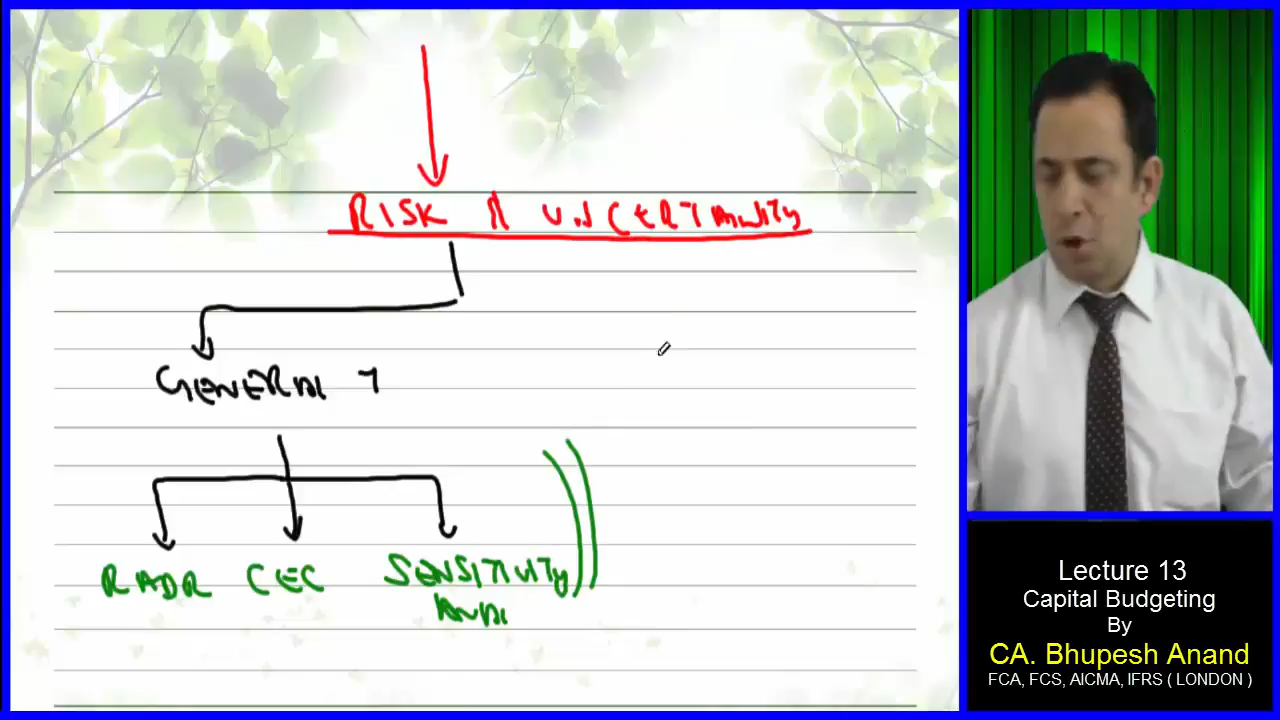 RISK & UNCERTAINITY
GENERAL T
RADR CEC SENSITIVITY
ANAL
Lecture 13
Capital Budgeting
By
CA. Bhupesh Anand
FCA, FCS, AICMA, IFRS ( LONDON )